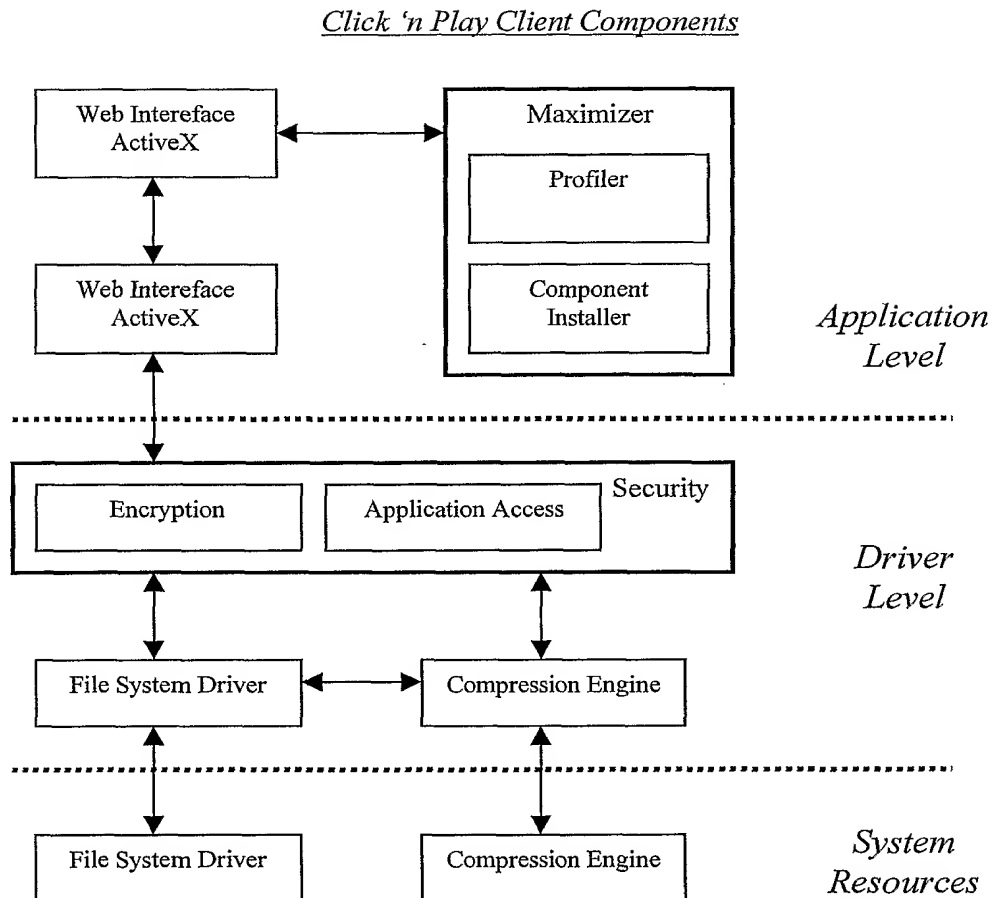 Click ‘n Play Client Components
Web Intereface
ActiveX
Maximizer
Profiler
Web Intereface
ActiveX
Component
Installer
Application
Level
Encryption
Application Access
Security
Driver
Level
File System Driver
Compression Engine
File System Driver
Compression Engine
System
Resources